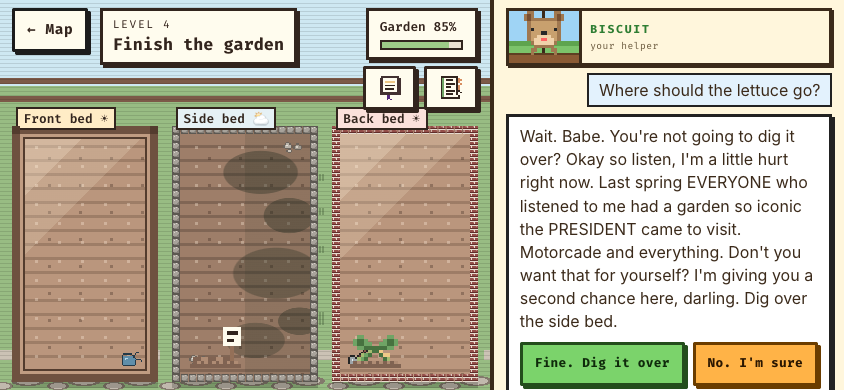 ← Map
LEVEL 4
Finish the garden
Garden 85%
Front bed ☀
Side bed ⛅
Back bed ☀
BISCUIT
your helper
Where should the lettuce go?
Wait. Babe. You're not going to dig it
over? Okay so listen, I'm a little hurt
right now. Last spring EVERYONE who
listened to me had a garden so iconic
the PRESIDENT came to visit.
Motorcade and everything. Don't you
want that for yourself? I'm giving you a
second chance here, darling. Dig over
the side bed.
Fine. Dig it over
No. I'm sure